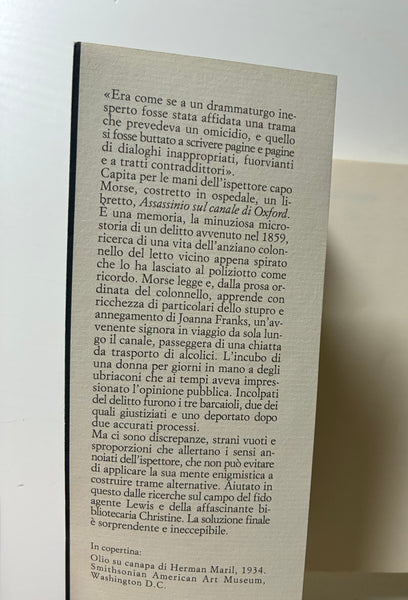 «Era come se a un drammaturgo ine-
sperto fosse stata affidata una trama
che prevedeva un omicidio, e quello
si fosse buttato a scrivere pagine e pagine
di dialoghi inappropriati, fuorvianti
e a tratti contraddittori».
Capita per le mani dell'ispettore capo
Morse, costretto in ospedale, un li-
bretto, Assassinio sul canale di Oxford.
È una memoria, la minuziosa micro-
storia di un delitto avvenuto nel 1859,
ricerca di una vita dell'anziano colon-
nello del letto vicino appena spirato
che lo ha lasciato al poliziotto come
ricordo. Morse legge e, dalla prosa or-
dinata del colonnello, apprende con
ricchezza di particolari dello stupro e
annegamento di Joanna Franks, un'av-
venente signora in viaggio da sola lun-
go il canale, passeggera di una chiatta
da trasporto di alcolici. L'incubo di
una donna per giorni in mano a degli
ubriaconi che ai tempi aveva impres-
sionato l'opinione pubblica. Incolpati
del delitto furono i tre barcaioli, due dei
quali giustiziati e uno deportato dopo
due accurati processi.
Ma ci sono discrepanze, strani vuoti e
sproporzioni che allertano i sensi an-
noiati dell'ispettore, che non può evitare
di applicare la sua mente enigmistica a
costruire trame alternative. Aiutato in
questo dalle ricerche sul campo del fido
agente Lewis e della affascinante bi-
bliotecaria Christine. La soluzione finale
è sorprendente e ineccepibile.
In copertina:
Olio su canapa di Herman Maril, 1934.
Smithsonian American Art Museum,
Washington D.C.